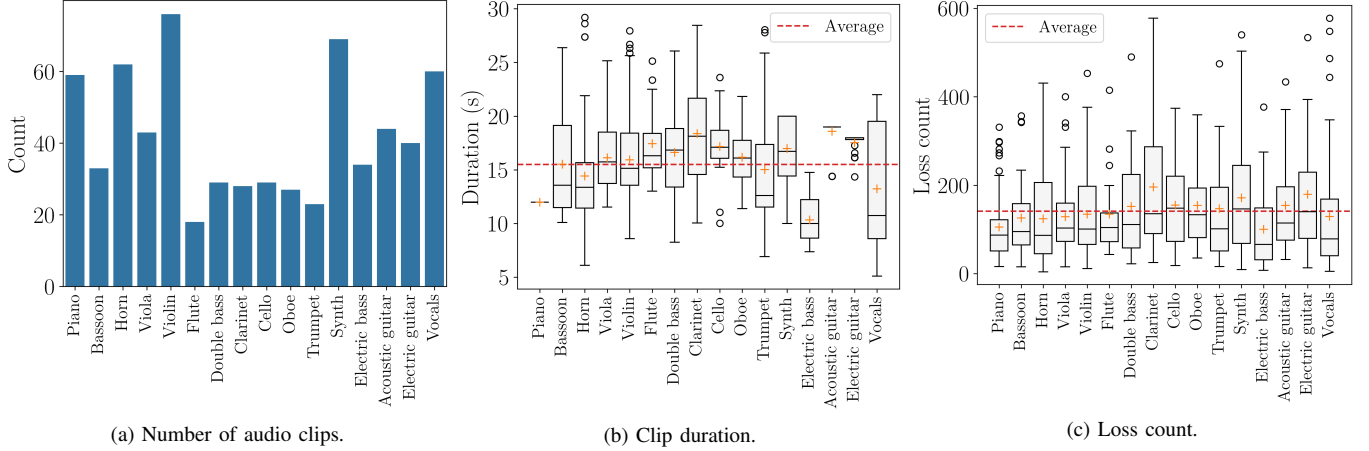 Count
60
40
20
0
Piano
Bassoon
Horn
Viola
Violin
Flute
Double bass
Clarinet
Cello
Oboe
Trumpet
Synth
Electric bass
Acoustic guitar
Electric guitar
Vocals
(a) Number of audio clips.
Duration (s)
30
25
20
15
10
5
Average
Piano
Bassoon
Horn
Viola
Violin
Flute
Double bass
Clarinet
Cello
Oboe
Trumpet
Synth
Electric bass
Acoustic guitar
Electric guitar
Vocals
(b) Clip duration.
Loss count
600
400
200
0
Average
Piano
Bassoon
Horn
Viola
Violin
Flute
Double bass
Clarinet
Cello
Oboe
Trumpet
Synth
Electric bass
Acoustic guitar
Electric guitar
Vocals
(c) Loss count.